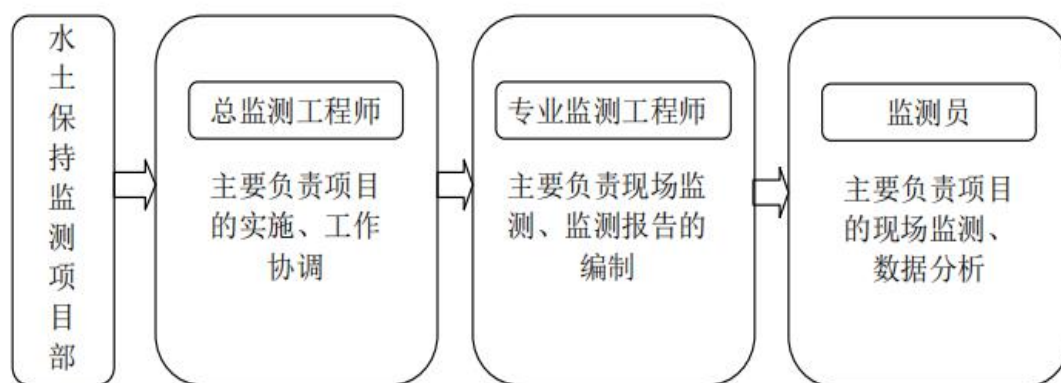 水土保持监测项目部
总监测工程师
主要负责项目
的实施、工作
协调
专业监测工程师
主要负责现场监
测、监测报告的
编制
监测员
主要负责项目
的现场监测、
数据分析